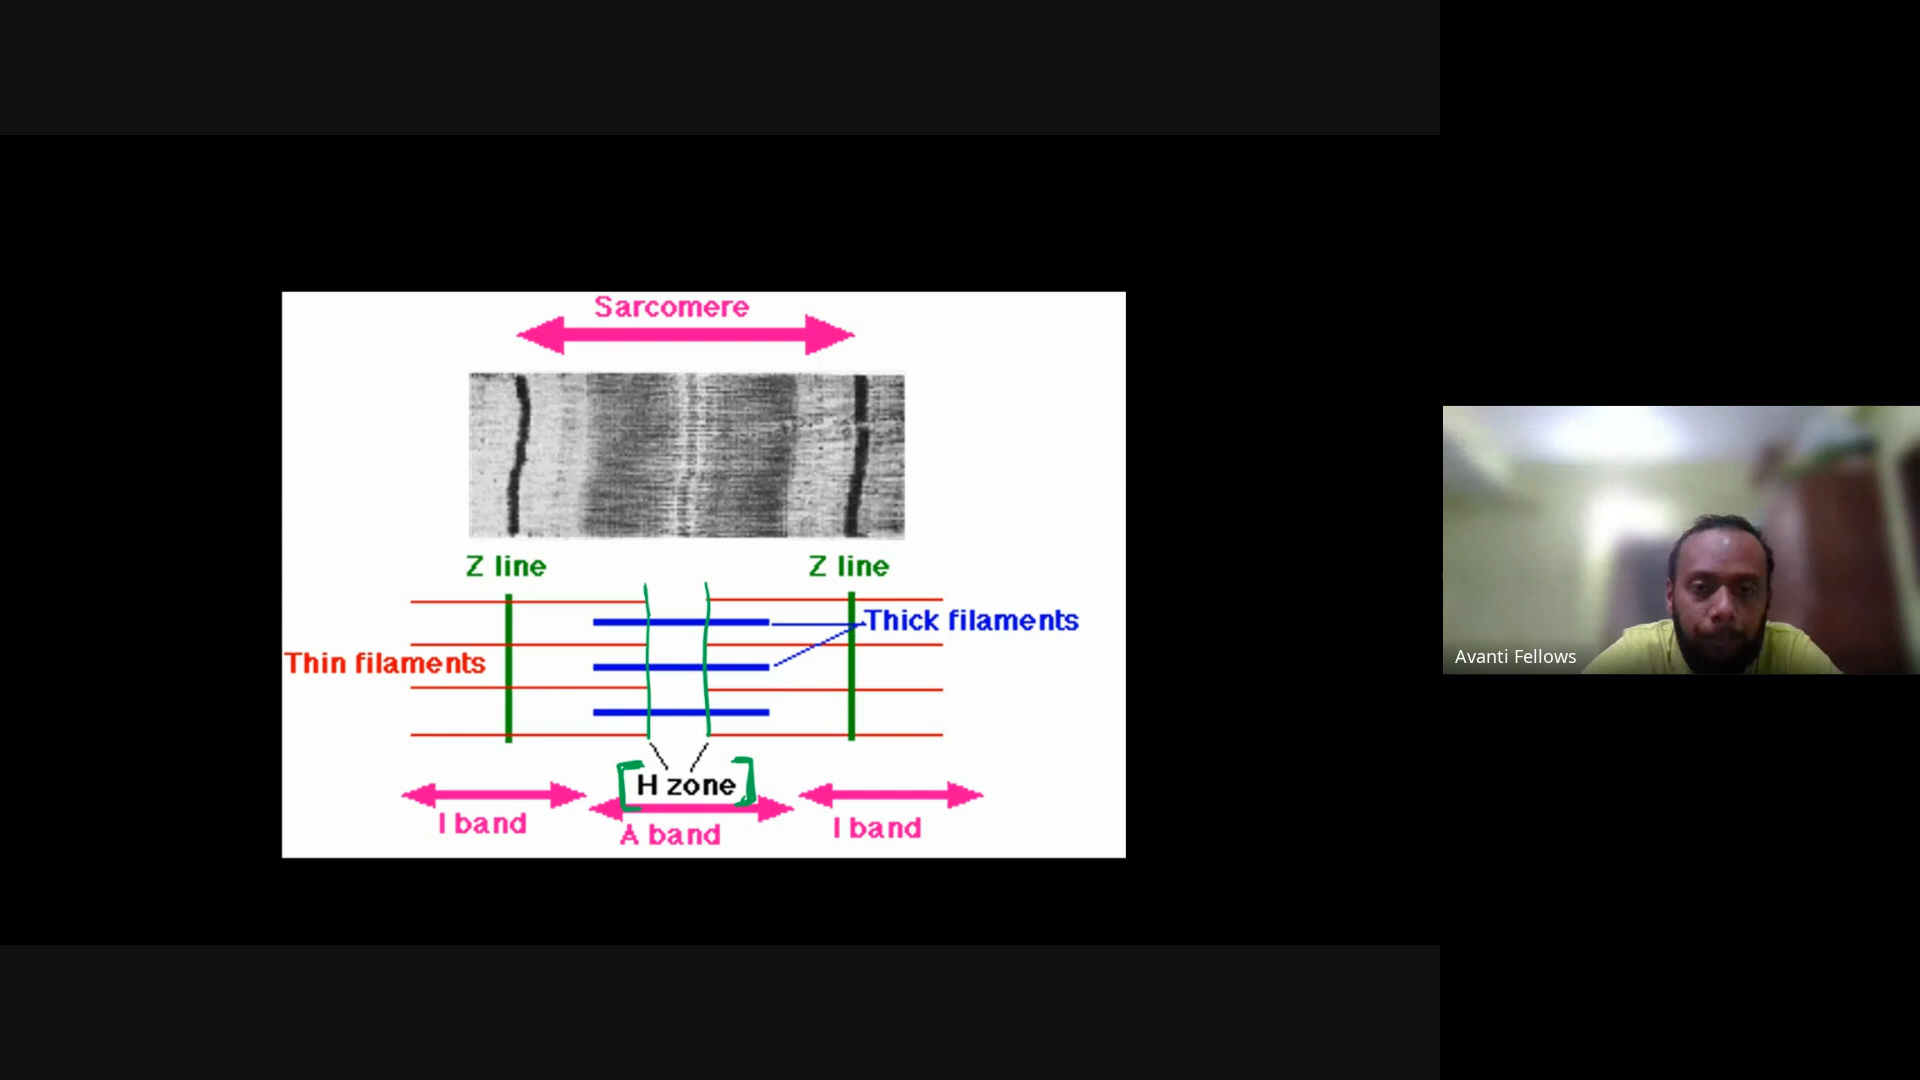 Sarcomere
Z line
Z line
Thick filaments
Thin filaments
H zone
I band
A band
I band
Avanti Fellows